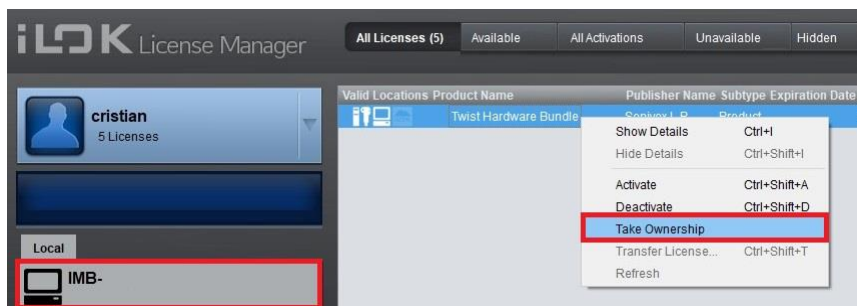 iLOK License Manager
All Licenses (5) Available All Activations Unavailable Hidden
cristian
5 Licenses
Valid Locations Product Name Publisher Name Subtype Expiration Date
Twist Hardware Bundle Sonivox L.P. Product
Show Details Ctrl+I
Hide Details Ctrl+Shift+I
Activate Ctrl+Shift+A
Deactivate Ctrl+Shift+D
Take Ownership
Transfer License... Ctrl+Shift+T
Refresh
Local
IMB-